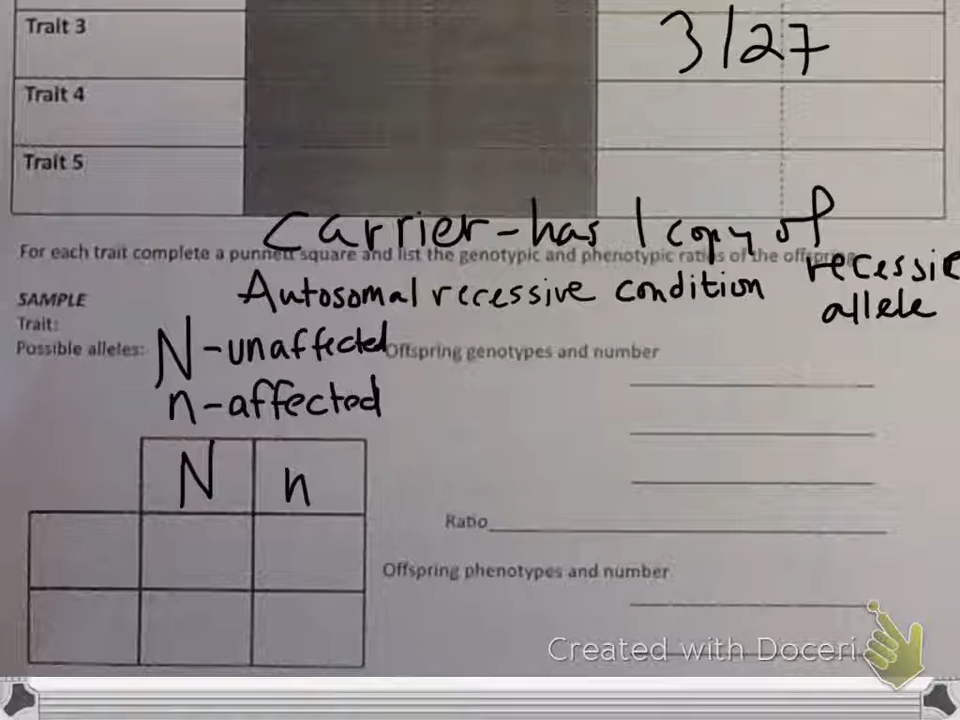 Trait 3
3/27
Trait 4
Trait 5
Carrier-has 1 copy of
For each trait complete a punnett square and list the genotypic and phenotypic ratios of the offspring.
recessive
Autosomal recessive condition
allele
SAMPLE
Trait:
Possible alleles:
N-unaffected
Offspring genotypes and number
n-affected
N n
Ratio
Offspring phenotypes and number
Created with Doceri